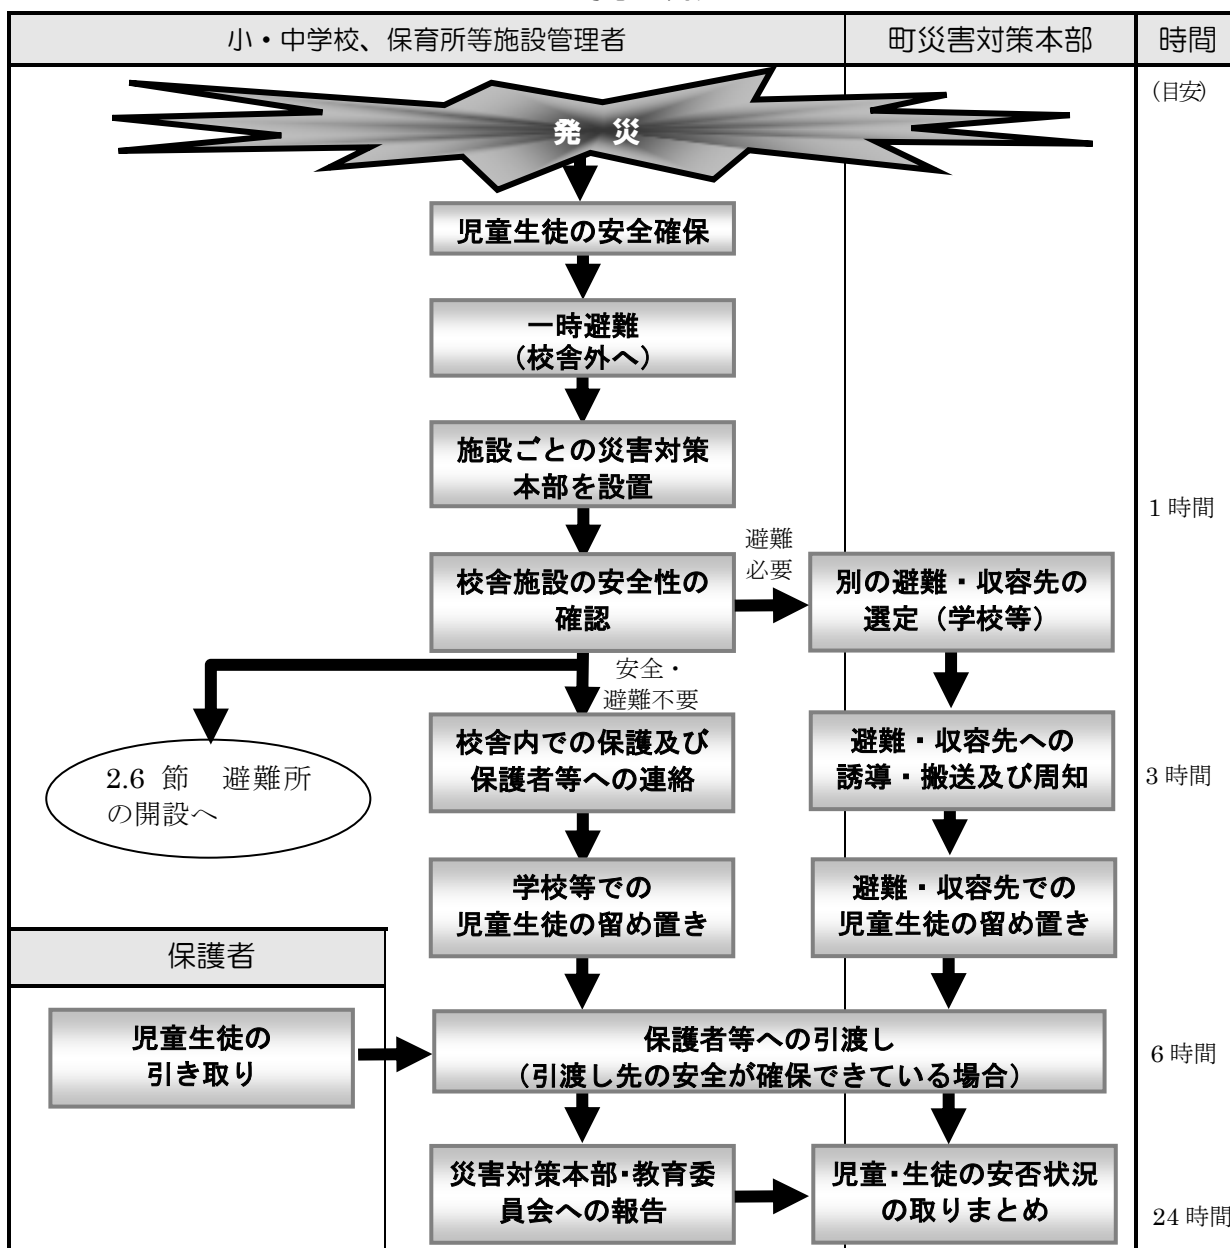 小・中学校、保育所等施設管理者
町災害対策本部
時間
（目安）
発 災
児童生徒の安全確保
一時避難
（校舎外へ）
施設ごとの災害対策
本部を設置
1 時間
校舎施設の安全性の
確認
避難
必要
別の避難・収容先の
選定（学校等）
安全・
避難不要
2.6 節　避難所
の開設へ
校舎内での保護及び
保護者等への連絡
避難・収容先への
誘導・搬送及び周知
3 時間
学校等での
児童生徒の留め置き
避難・収容先での
児童生徒の留め置き
保護者
児童生徒の
引き取り
保護者等への引渡し
（引渡し先の安全が確保できている場合）
6 時間
災害対策本部・教育委
員会への報告
児童・生徒の安否状況
の取りまとめ
24 時間